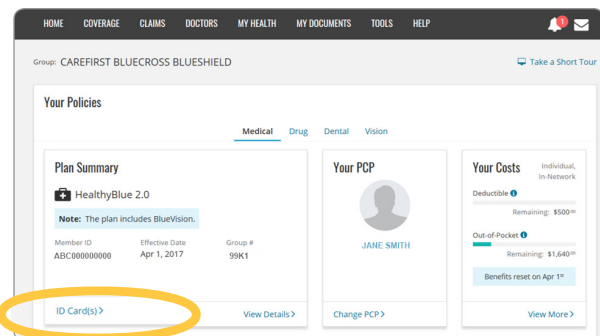 HOME COVERAGE CLAIMS DOCTORS MY HEALTH MY DOCUMENTS TOOLS HELP 1
Group: CAREFIRST BLUECROSS BLUESHIELD Take a Short Tour
Your Policies
Medical Drug Dental Vision
Plan Summary
HealthyBlue 2.0
Note: The plan includes BlueVision.
Member ID Effective Date Group #
ABC000000000 Apr 1, 2017 99K1
ID Card(s) >
View Details >
Your PCP
JANE SMITH
Change PCP >
Your Costs Individual,
In-Network
Deductible
Remaining: $500.00
Out-of-Pocket
Remaining: $1,640.00
Benefits reset on Apr 1st
View More >